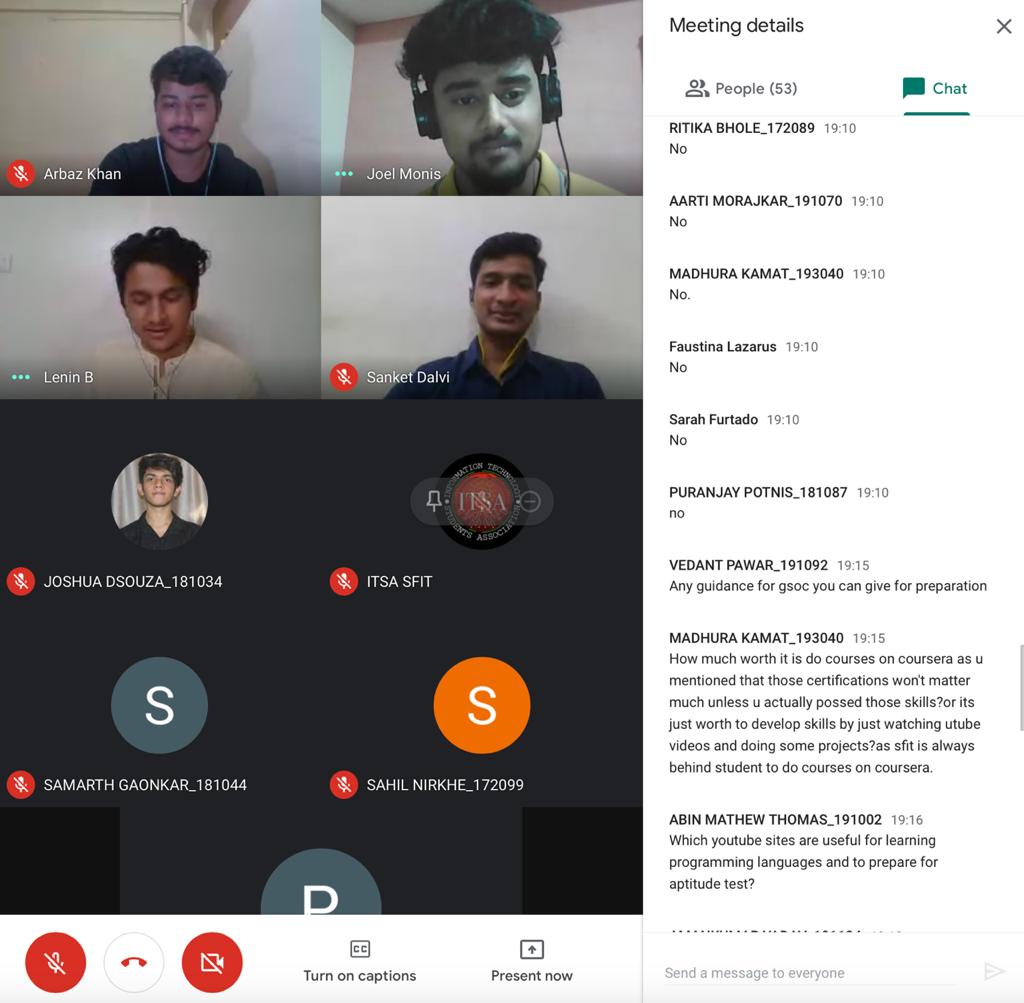 Arbaz Khan
Joel Monis
Lenin B
Sanket Dalvi
JOSHUA DSOUZA_181034
INFORMATION TECHNOLOGY
ITSA
STUDENTS ASSOCIATION
ITSA SFIT
S
SAMARTH GAONKAR_181044
S
SAHIL NIRKHE_172099
Turn on captions
Present now
Meeting details
People (53)
Chat
RITIKA BHOLE_172089 19:10
No
AARTI MORAJKAR_191070 19:10
No
MADHURA KAMAT_193040 19:10
No.
Faustina Lazarus 19:10
No
Sarah Furtado 19:10
No
PURANJAY POTNIS_181087 19:10
no
VEDANT PAWAR_191092 19:15
Any guidance for gsoc you can give for preparation
MADHURA KAMAT_193040 19:15
How much worth it is do courses on coursera as u
mentioned that those certifications won't matter
much unless u actually possed those skills?or its
just worth to develop skills by just watching utube
videos and doing some projects?as sfit is always
behind student to do courses on coursera.
ABIN MATHEW THOMAS_191002 19:16
Which youtube sites are useful for learning
programming languages and to prepare for
aptitude test?
Send a message to everyone